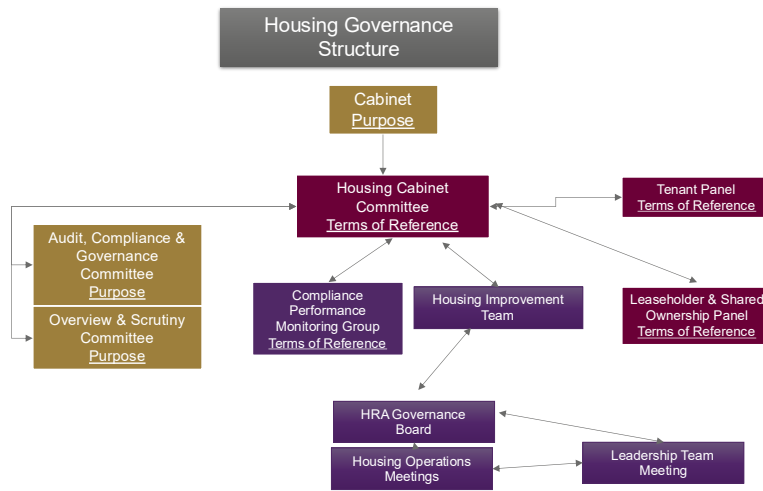 Housing Governance
Structure
Cabinet
Purpose
Housing Cabinet
Committee
Terms of Reference
Tenant Panel
Terms of Reference
Audit, Compliance &
Governance
Committee
Purpose
Overview & Scrutiny
Committee
Purpose
Compliance
Performance
Monitoring Group
Terms of Reference
Housing Improvement
Team
Leaseholder & Shared
Ownership Panel
Terms of Reference
HRA Governance
Board
Housing Operations
Meetings
Leadership Team
Meeting